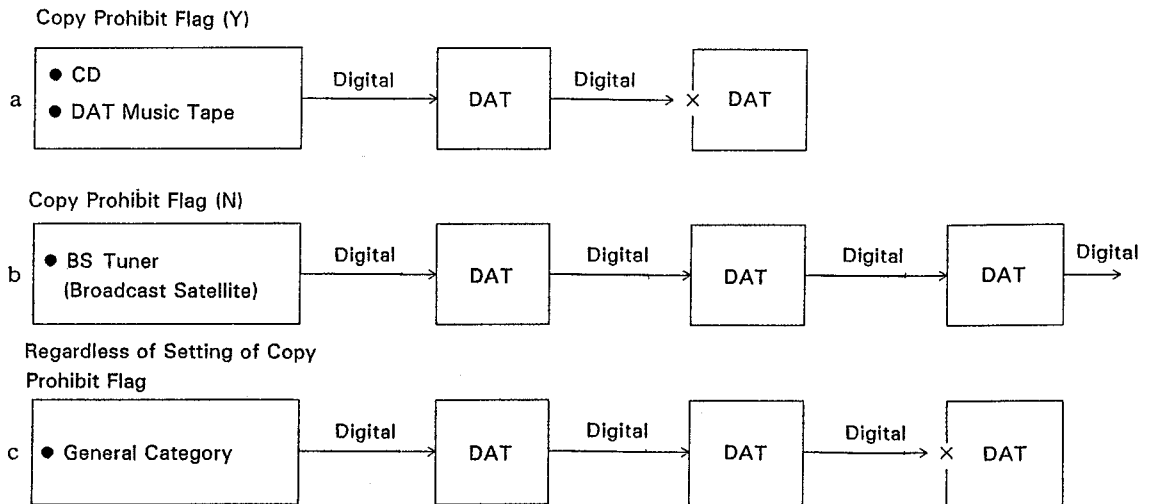 Copy Prohibit Flag (Y)
a
● CD
● DAT Music Tape
Digital
DAT
Digital
× DAT
Copy Prohibit Flag (N)
b
● BS Tuner
(Broadcast Satellite)
Digital
DAT
Digital
DAT
Digital
DAT
Digital
Regardless of Setting of Copy
Prohibit Flag
c
● General Category
Digital
DAT
Digital
DAT
Digital
× DAT